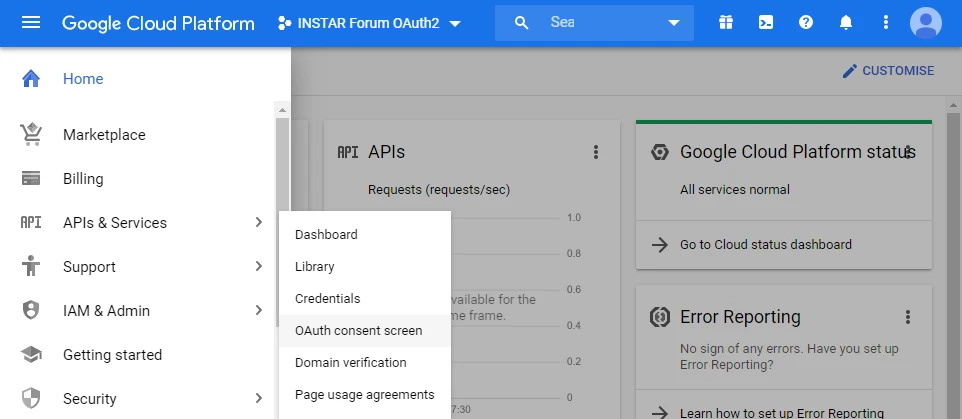 Google Cloud Platform
INSTAR Forum OAuth2
Sea
CUSTOMISE
Home
Marketplace
Billing
API APIs & Services
Support
IAM & Admin
Getting started
Security
Dashboard
Library
Credentials
OAuth consent screen
Domain verification
Page usage agreements
API APIs
Requests (requests/sec)
1.0
0.8
0.6
vailable for the
me frame.
0.4
0.2
0
7:30
Google Cloud Platform status
All services normal
Go to Cloud status dashboard
Error Reporting
No sign of any errors. Have you set up
Error Reporting?
Learn how to set up Error Reporting